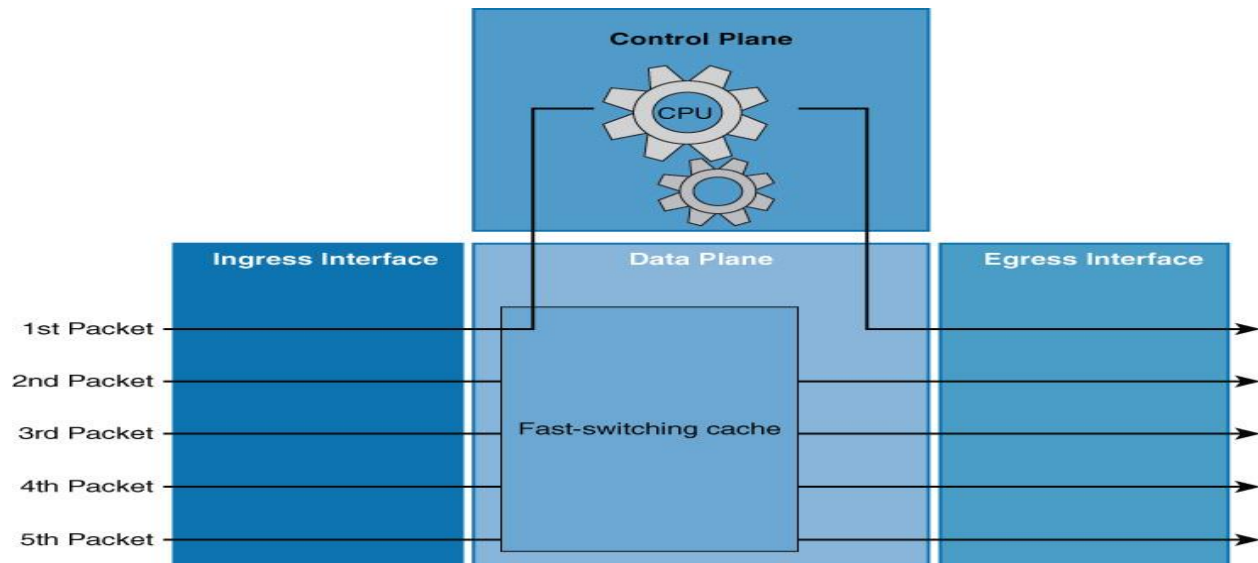 Control Plane
CPU
Ingress Interface
Data Plane
Egress Interface
1st Packet
2nd Packet
3rd Packet
Fast-switching cache
4th Packet
5th Packet